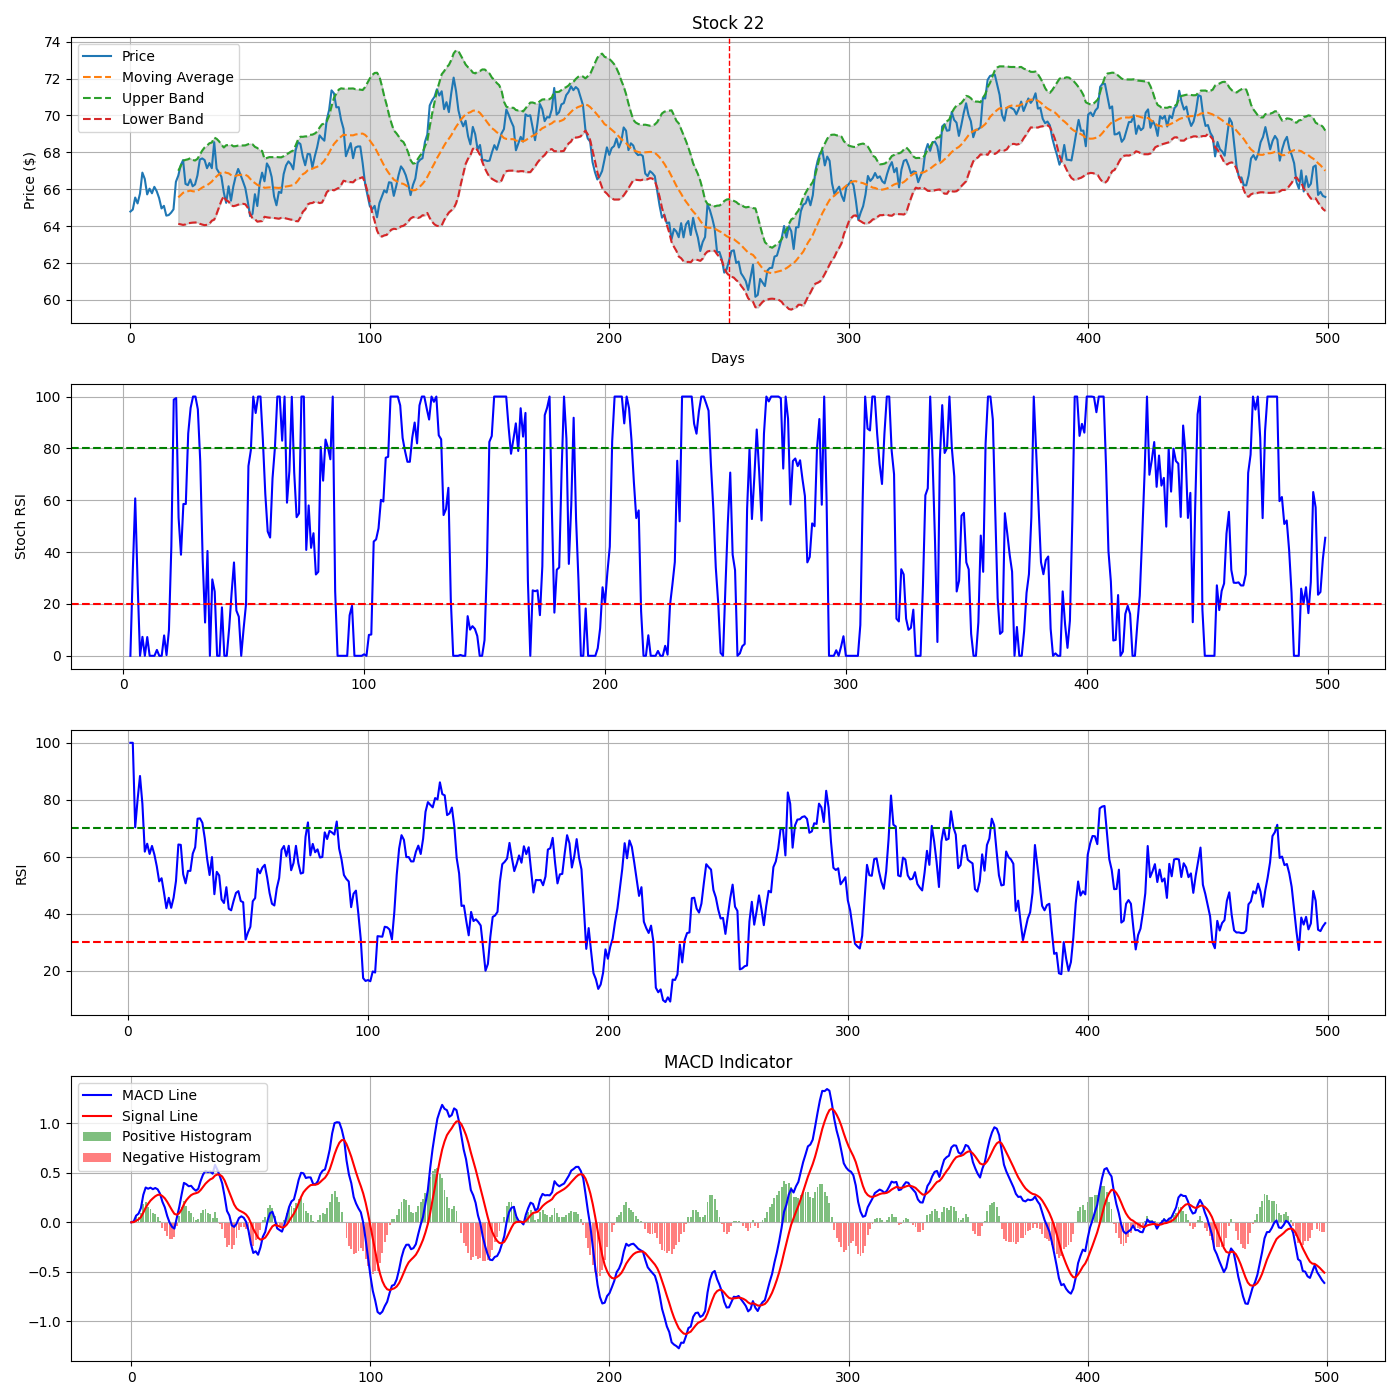 Stock 22
Price ($)
74
72
70
68
66
64
62
60
Price
Moving Average
Upper Band
Lower Band
0 100 200 300 400 500
Days
Stoch RSI
100
80
60
40
20
0
0 100 200 300 400 500
RSI
100
80
60
40
20
0 100 200 300 400 500
MACD Indicator
1.0
0.5
0.0
−0.5
−1.0
MACD Line
Signal Line
Positive Histogram
Negative Histogram
0 100 200 300 400 500